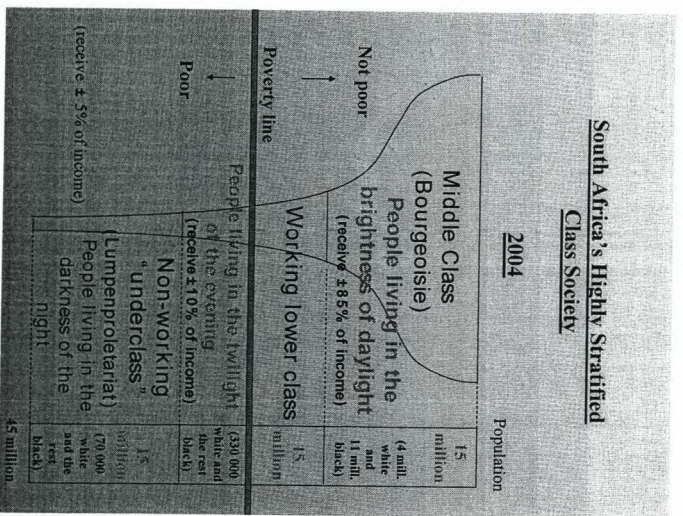 South Africa's Highly Stratified
Class Society
2004
Population
Not poor
Poverty line
Poor
(receive ± 5% of income)
Middle Class
(Bourgeoisie)
People living in the
brightness of daylight
(receive ±85% of income)
15
million
(4 mill.
white
and
11 mill.
black)
Working lower class
People living in the twilight
of the evening
(receive ±10% of income)
15
million
(330 000
white and
the rest
black)
Non-working
"underclass"
(Lumpenproletariat)
People living in the
darkness of the
night
15
million
(70 000
white
and the
rest
black)
45 million